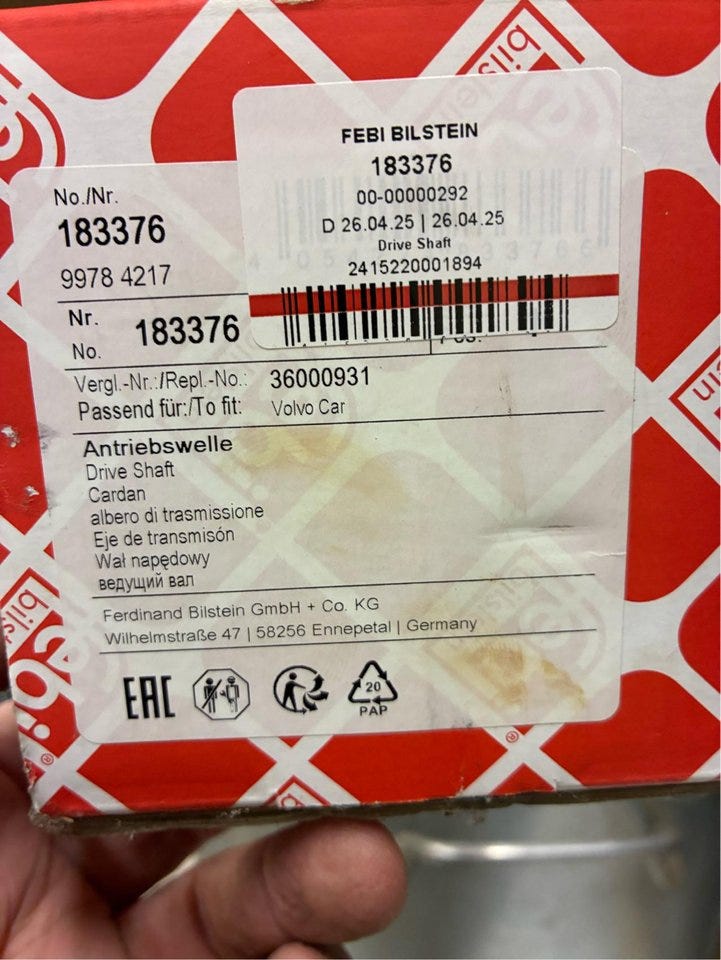 FEBI BILSTEIN
183376
00-00000292
D 26.04.25 | 26.04.25
Drive Shaft
2415220001894
No./Nr.
183376
9978 4217
Nr.
No.
183376
Vergl.-Nr.:/Repl.-No.: 36000931
Passend für:/To fit: Volvo Car
Antriebswelle
Drive Shaft
Cardan
albero di trasmissione
Eje de transmisón
Wał napędowy
ведущий вал
Ferdinand Bilstein GmbH + Co. KG
Wilhelmstraße 47 | 58256 Ennepetal | Germany
EAC
20
PAP